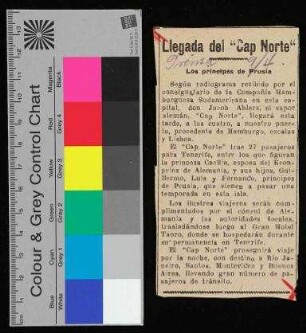 Colour & Grey Control Chart
Blue Cyan Green Yellow Red Magenta
White Grey 1 Grey 2 Grey 3 Grey 4 Black
Llegada del "Cap Norte"
Prensa 9/4.
Los príncipes de Prusia
Según radiograma recibido por el
consignatario de la Compañía Ham-
burguesa Sudamericana en esta ca-
pital, don Jacob Ahlers, el vapor
alemán, "Cap Norte", llegará esta
tarde, a las cuatro, a nuestro puer-
to, procedente de Hamburgo, escalas
y Lisboa.
El "Cap Norte" trae 27 pasajeros
para Tenerife, entre los que figuran
la princesa Cecilia, esposa del Kron-
prinz de Alemania, y sus hijos, Gui-
llermo, Luis y Fernando, príncipes
de Prusia, que vienen a pasar una
temporada en esta isla.
Los ilustres viajeros serán cum-
plimentados por el cónsul de Ale-
mania y las autoridades locales,
trasladándose luego al Gran Hotel
Taoro, donde se hospedarán durante
su permanencia en Tenerife.
El "Cap Norte" proseguirá viaje
por la noche, con destino a Río Ja-
neiro, Santos, Montevideo y Buenos
Aires, llevando gran número de pa-
sajeros de tránsito.